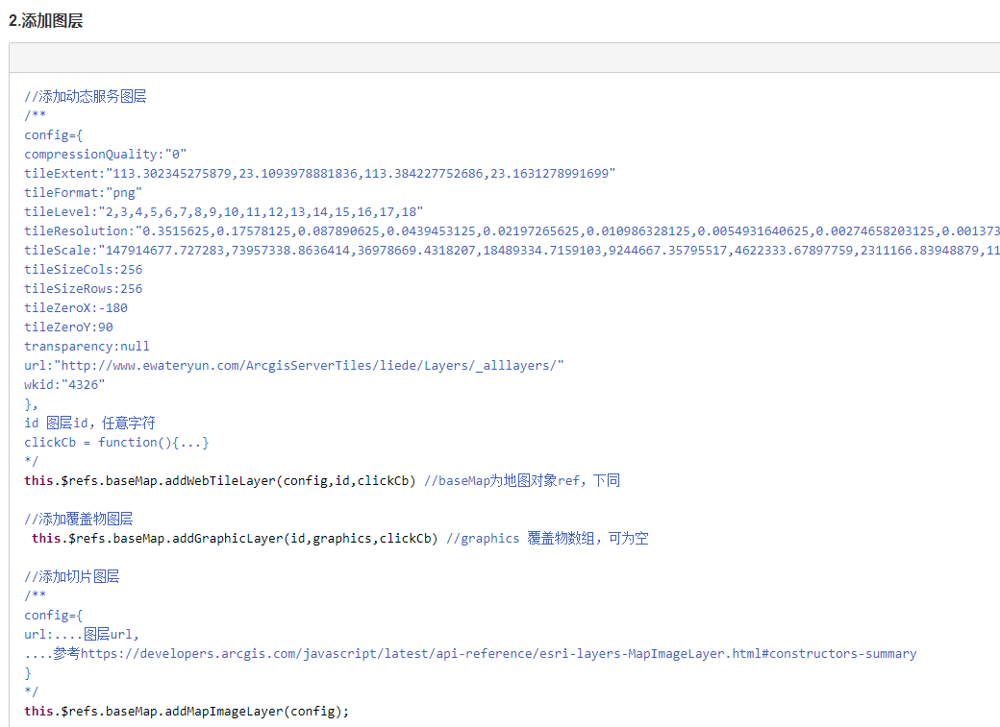 2.添加图层
//添加动态服务图层
/**
config={
compressionQuality:"0"
tileExtent:"113.302345275879,23.1093978881836,113.384227752686,23.1631278991699"
tileFormat:"png"
tileLevel:"2,3,4,5,6,7,8,9,10,11,12,13,14,15,16,17,18"
tileResolution:"0.3515625,0.17578125,0.087890625,0.0439453125,0.02197265625,0.010986328125,0.0054931640625,0.00274658203125,0.001373
tileScale:"147914677.727283,73957338.8636414,36978669.4318207,18489334.7159103,9244667.35795517,4622333.67897759,2311166.83948879,11
tileSizeCols:256
tileSizeRows:256
tileZeroX:-180
tileZeroY:90
transparency:null
url:"http://www.ewateryun.com/ArcgisServerTiles/liede/Layers/_alllayers/"
wkid:"4326"
},
id 图层id，任意字符
clickCb = function(){...}
*/
this.$refs.baseMap.addWebTileLayer(config,id,clickCb) //baseMap为地图对象ref，下同
//添加覆盖物图层
this.$refs.baseMap.addGraphicLayer(id,graphics,clickCb) //graphics 覆盖物数组，可为空
//添加切片图层
/**
config={
url:....图层url,
....参考https://developers.arcgis.com/javascript/latest/api-reference/esri-layers-MapImageLayer.html#constructors-summary
}
*/
this.$refs.baseMap.addMapImageLayer(config);